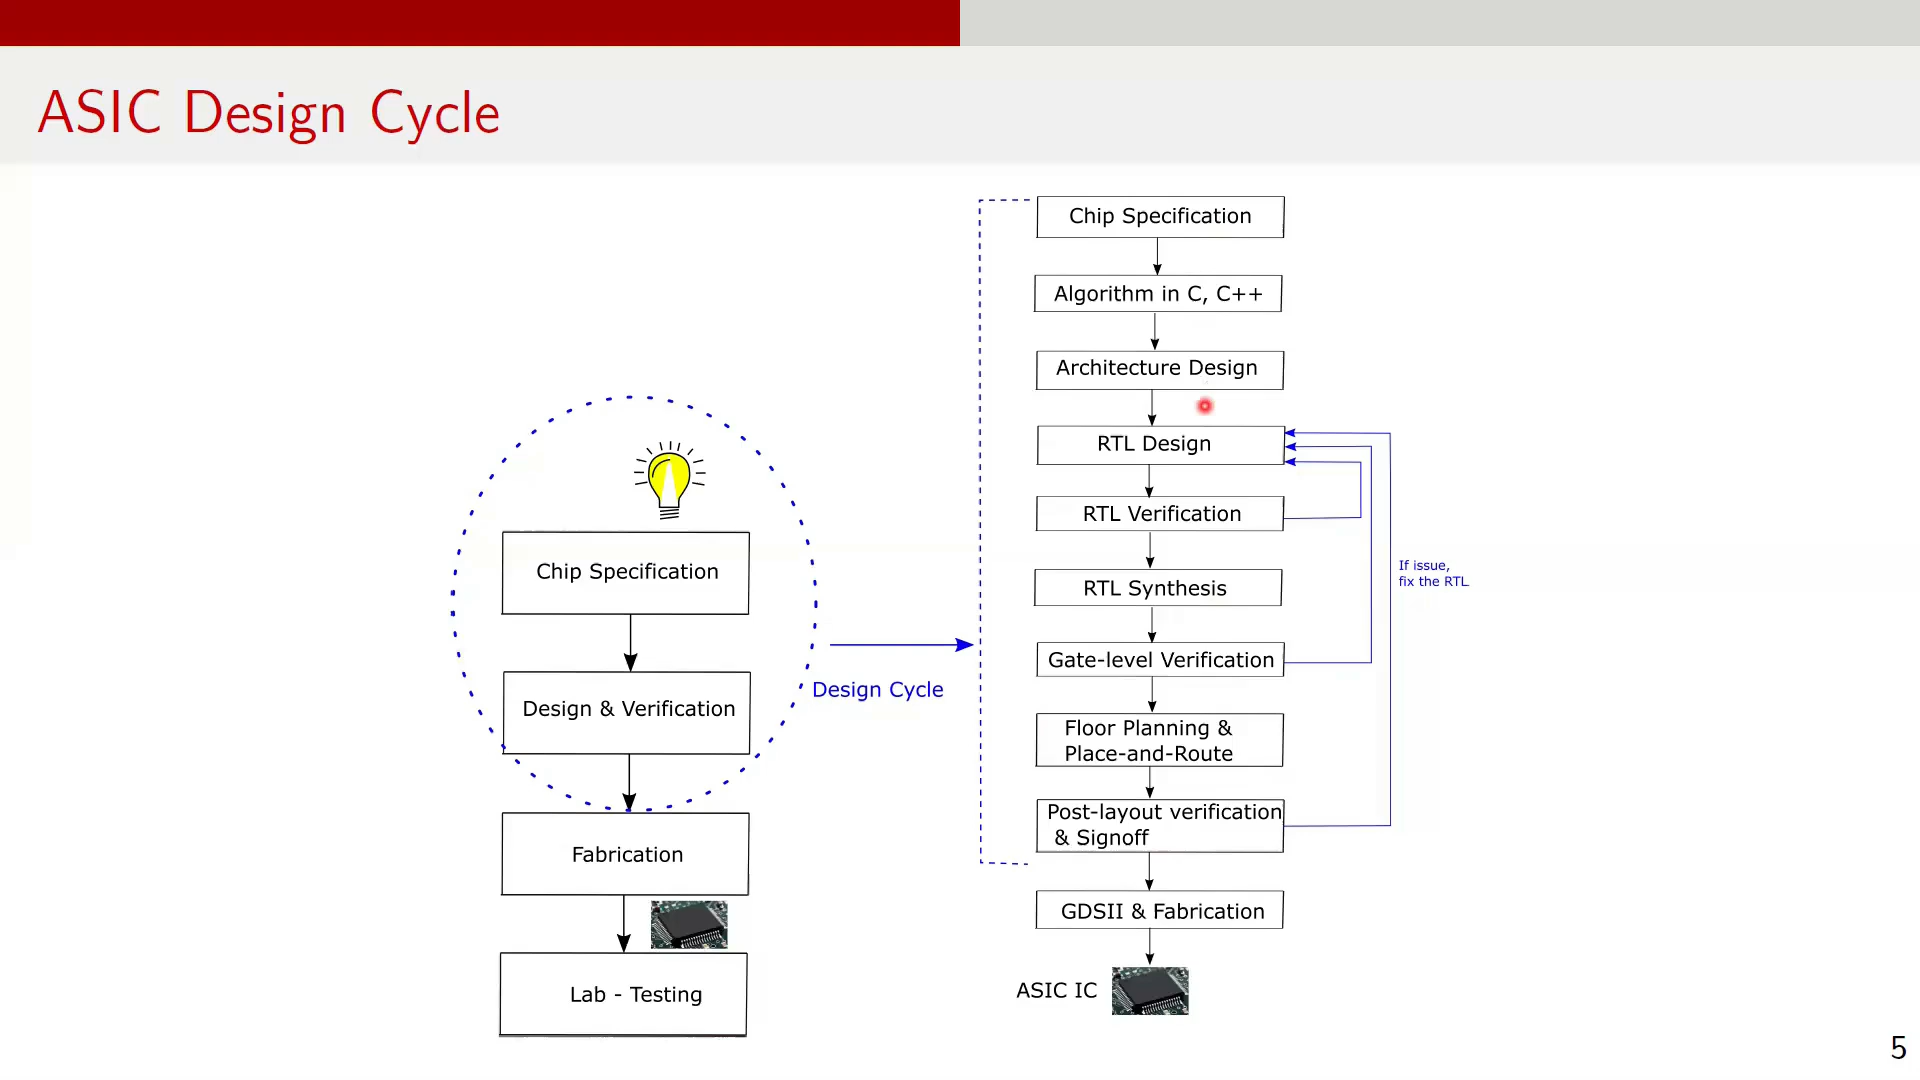 ASIC Design Cycle
Chip Specification
Design & Verification
Fabrication
Lab - Testing
Design Cycle
Chip Specification
Algorithm in C, C++
Architecture Design
RTL Design
RTL Verification
RTL Synthesis
Gate-level Verification
Floor Planning &
Place-and-Route
Post-layout verification
& Signoff
GDSII & Fabrication
ASIC IC
If issue,
fix the RTL
5